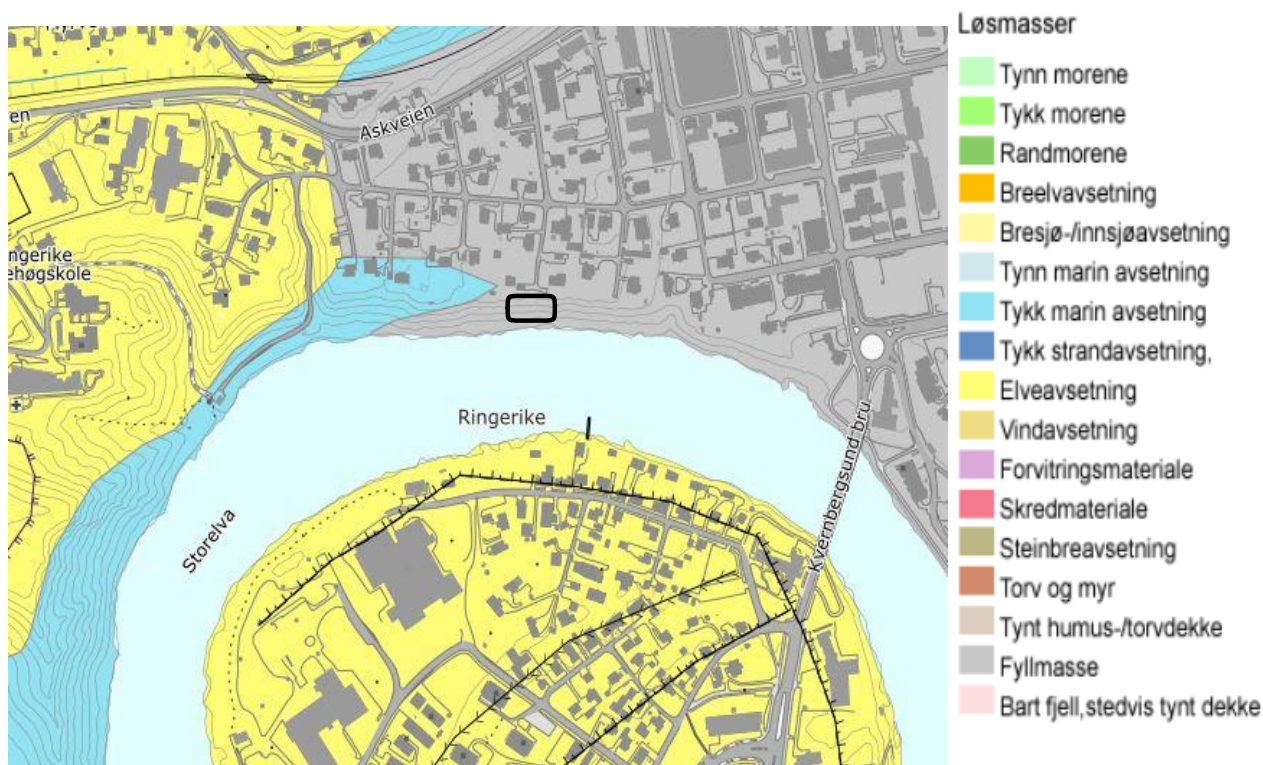 en
Askveien
ngerike
ehøgskole
Ringerike
Storelva
Kvernbergsund bru
Løsmasser
Tynn morene
Tykk morene
Randmorene
Breelvavsetning
Bresjø-/innsjøavsetning
Tynn marin avsetning
Tykk marin avsetning
Tykk strandavsetning,
Elveavsetning
Vindavsetning
Forvitringsmateriale
Skredmateriale
Steinbreavsetning
Torv og myr
Tynt humus-/torvdekke
Fyllmasse
Bart fjell,stedvis tynt dekke